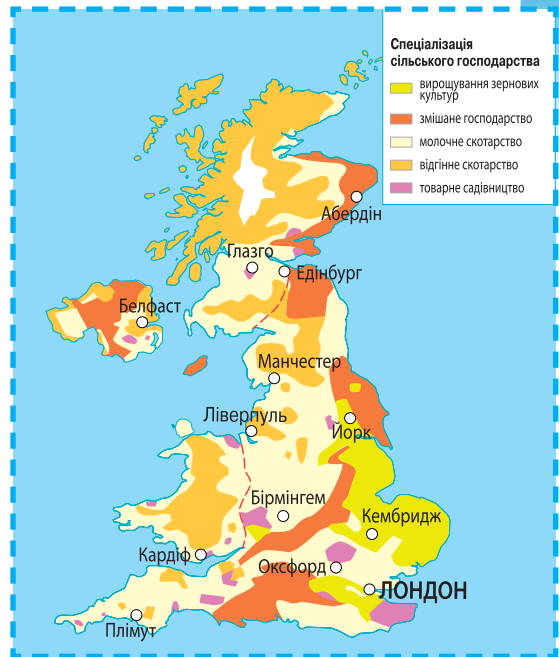 Спеціалізація
сільського господарства
вирощування зернових
культур
змішане господарство
молочне скотарство
відгінне скотарство
товарне садівництво
Абердін
Глазго
Едінбург
Белфаст
Манчестер
Ліверпуль
Йорк
Бірмінгем
Кембридж
Кардіф
Оксфорд
ЛОНДОН
Плімут